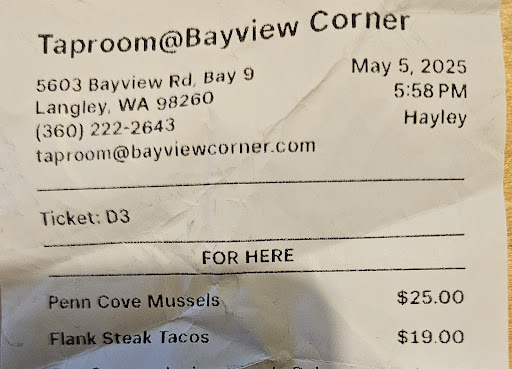 Taproom@Bayview Corner
5603 Bayview Rd, Bay 9
Langley, WA 98260
(360) 222-2643
taproom@bayviewcorner.com
May 5, 2025
5:58 PM
Hayley
Ticket: D3
FOR HERE
Penn Cove Mussels $25.00
Flank Steak Tacos $19.00